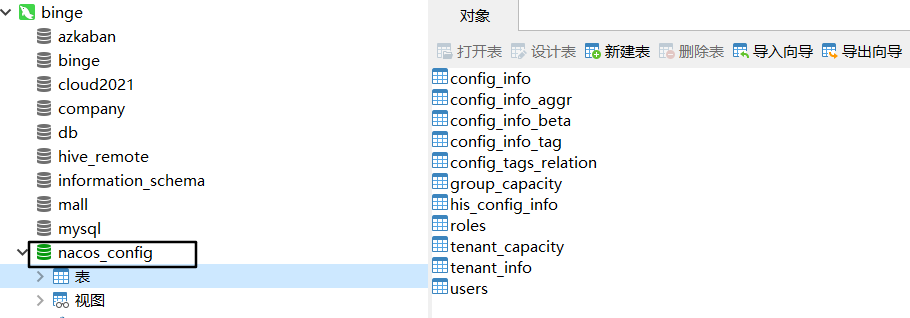 binge
azkaban
binge
cloud2021
company
db
hive_remote
information_schema
mall
mysql
nacos_config
表
视图
对象
打开表 设计表 新建表 删除表 导入向导 导出向导
config_info
config_info_aggr
config_info_beta
config_info_tag
config_tags_relation
group_capacity
his_config_info
roles
tenant_capacity
tenant_info
users